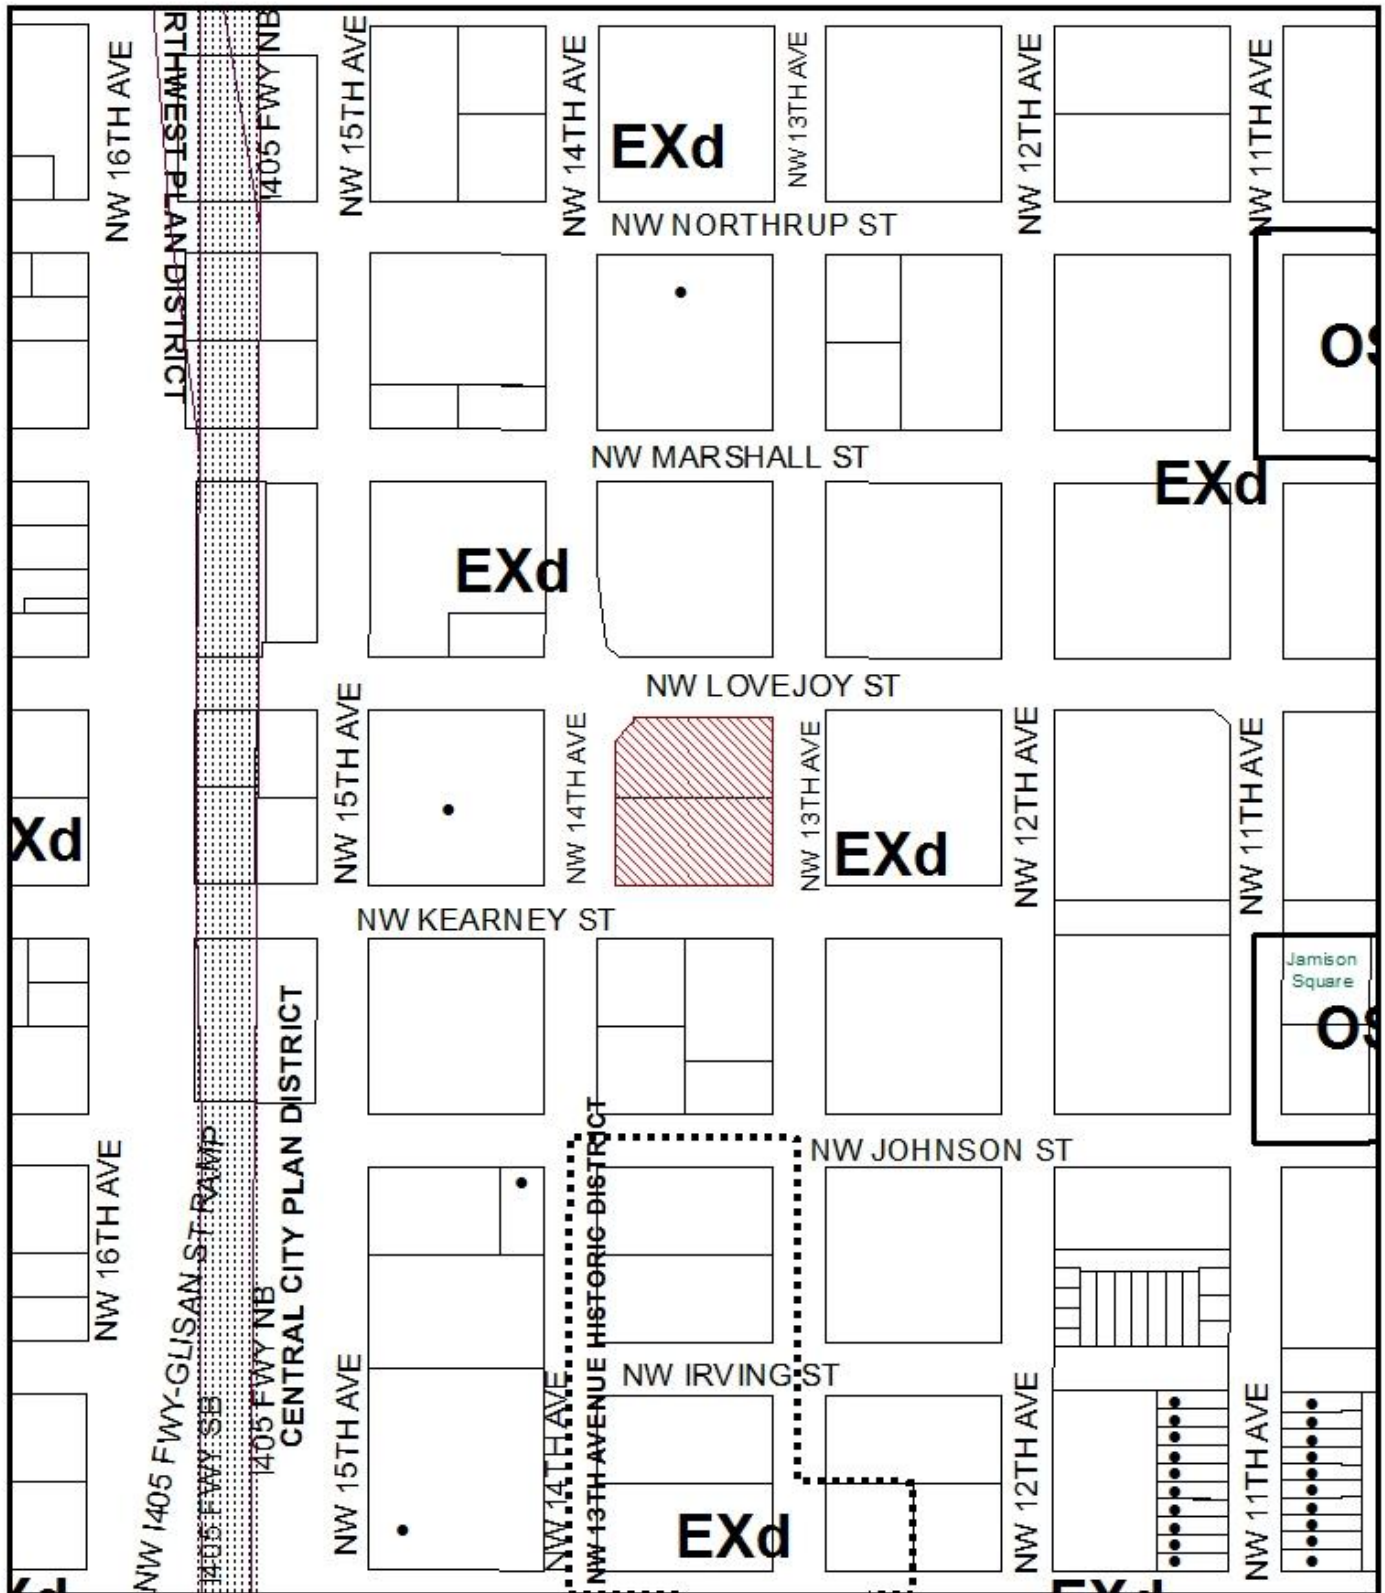 RTHWEST PLAN DISTRICT
I405 FWY NB
NW 16TH AVE
NW 15TH AVE
NW 14TH AVE
EXd
NW 13TH AVE
NW 12TH AVE
NW 11TH AVE
NW NORTHRUP ST
OS
NW MARSHALL ST
EXd
EXd
NW LOVEJOY ST
NW 15TH AVE
NW 14TH AVE
NW 13TH AVE
NW 12TH AVE
NW 11TH AVE
Xd
EXd
NW KEARNEY ST
Jamison
Square
OS
CENTRAL CITY PLAN DISTRICT
NW 13TH AVENUE HISTORIC DISTRICT
NW JOHNSON ST
NW 16TH AVE
NW I405 FWY-GLISAN ST RAMP
I405 FWY SB
I405 FWY NB
NW IRVING ST
NW 15TH AVE
NW 14TH AVE
NW 12TH AVE
NW 11TH AVE
EXd
Xd
EXd